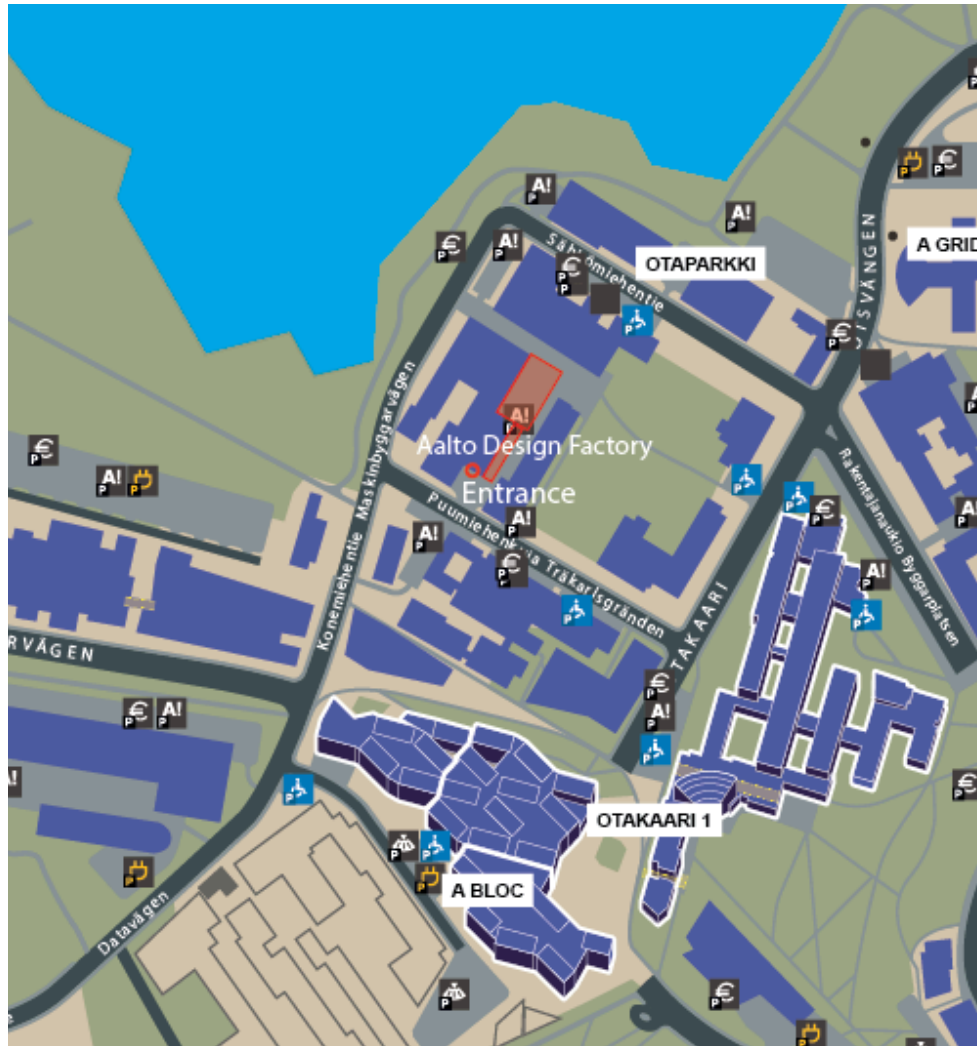 Sähkömiehentie
OTAPARKKI
OTSVÄNGEN
A GRID
Konemiehentie Maskinbyggarvägen
Aalto Design Factory
Entrance
Puumiehenkuja Träkarlsgränden
Rakentajanaukio Byggarplatsen
OTAKAARI
RVÄGEN
OTAKAARI 1
A BLOC
Datavägen